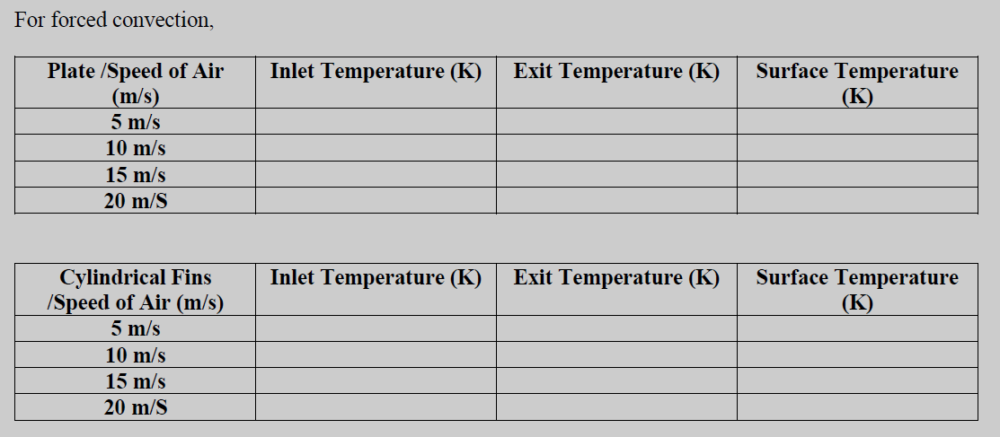 For forced convection,
Plate /Speed of Air (m/s) Inlet Temperature (K) Exit Temperature (K) Surface Temperature (K)
5 m/s
10 m/s
15 m/s
20 m/S
Cylindrical Fins /Speed of Air (m/s) Inlet Temperature (K) Exit Temperature (K) Surface Temperature (K)
5 m/s
10 m/s
15 m/s
20 m/S